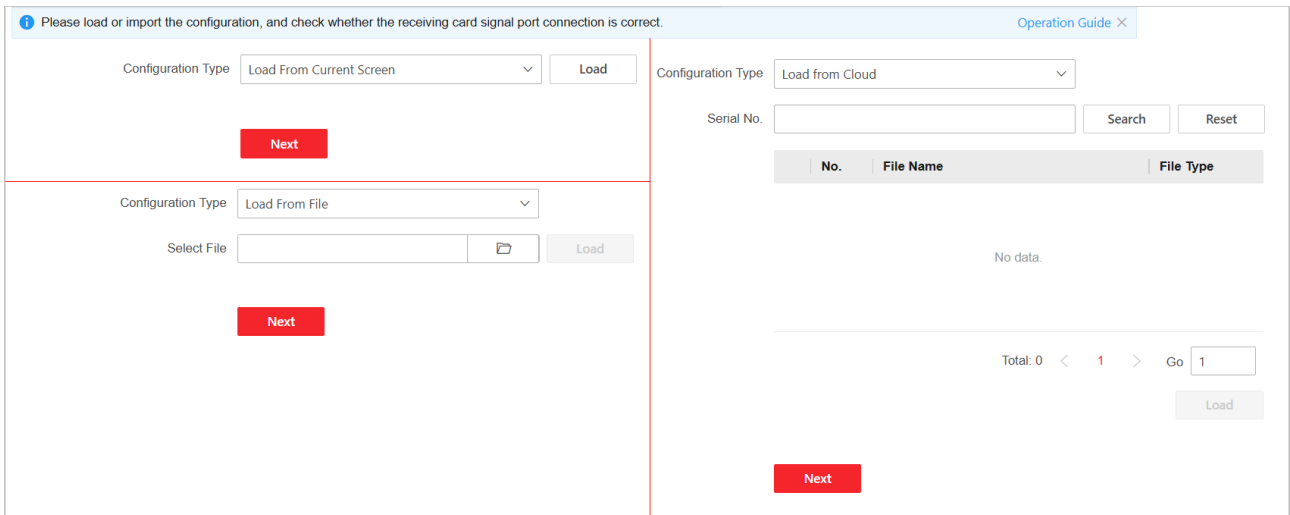 Please load or import the configuration, and check whether the receiving card signal port connection is correct. Operation Guide
Configuration Type Load From Current Screen Load
Next
Configuration Type Load From File
Select File Load
Next
Configuration Type Load from Cloud
Serial No. Search Reset
No. File Name File Type
No data.
Total: 0 < 1 > Go 1
Load
Next